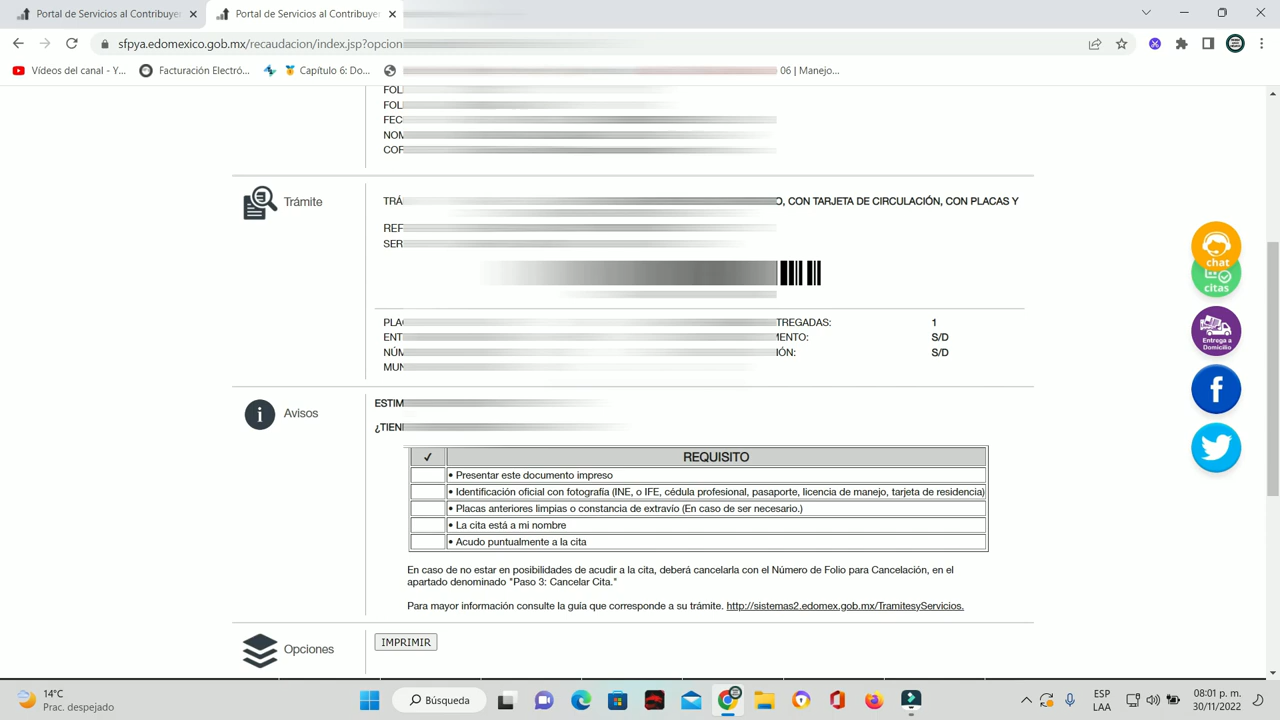 Portal de Servicios al Contribuye
Portal de Servicios al Contribuye
sfpya.edomexico.gob.mx/recaudacion/index.jsp?opcion
Vídeos del canal - Y...
Facturación Electró...
Capítulo 6: Do...
06 | Manejo...
FOL
FOL
FEC
NOM
COF
Trámite
TRÁ
O, CON TARJETA DE CIRCULACIÓN, CON PLACAS Y
REF
SER
PLA
TREGADAS: 1
ENT
MENTO: S/D
NÚM
IÓN: S/D
MUN
Avisos
ESTIM
¿TIEN
✓ REQUISITO
• Presentar este documento impreso
• Identificación oficial con fotografía (INE, o IFE, cédula profesional, pasaporte, licencia de manejo, tarjeta de residencia)
• Placas anteriores limpias o constancia de extravío (En caso de ser necesario.)
• La cita está a mi nombre
• Acudo puntualmente a la cita
En caso de no estar en posibilidades de acudir a la cita, deberá cancelarla con el Número de Folio para Cancelación, en el
apartado denominado "Paso 3: Cancelar Cita."
Para mayor información consulte la guía que corresponde a su trámite. http://sistemas2.edomex.gob.mx/TramitesyServicios.
Opciones
IMPRIMIR
chat
citas
Entrega a
Domicilio
14°C
Prac. despejado
Búsqueda
ESP
LAA
08:01 p. m.
30/11/2022